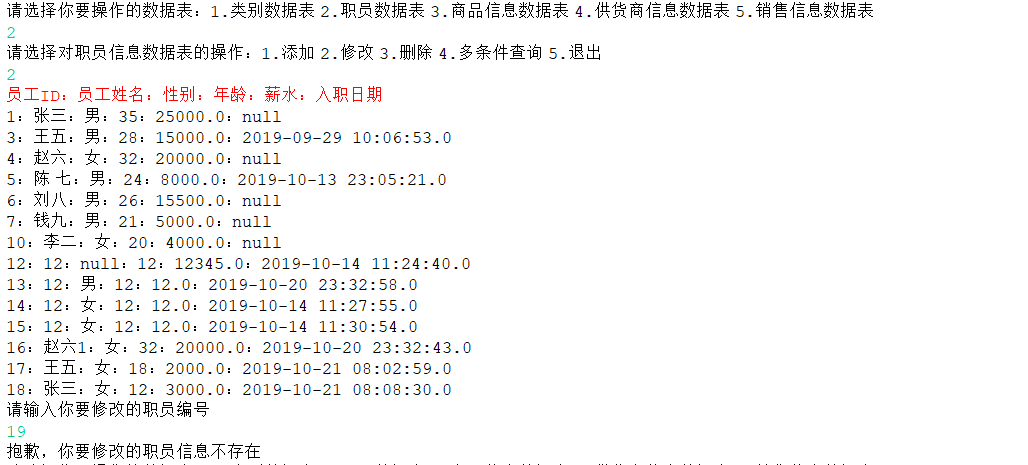 请选择你要操作的数据表: 1.类别数据表 2.职员数据表 3.商品信息数据表 4.供货商信息数据表 5.销售信息数据表
2
请选择对职员信息数据表的操作: 1.添加 2.修改 3.删除 4.多条件查询 5.退出
2
员工ID: 员工姓名: 性别: 年龄: 薪水: 入职日期
1: 张三: 男: 35: 25000.0: null
3: 王五: 男: 28: 15000.0: 2019-09-29 10:06:53.0
4: 赵六: 女: 32: 20000.0: null
5: 陈 七: 男: 24: 8000.0: 2019-10-13 23:05:21.0
6: 刘八: 男: 26: 15500.0: null
7: 钱九: 男: 21: 5000.0: null
10: 李二: 女: 20: 4000.0: null
12: 12: null: 12: 12345.0: 2019-10-14 11:24:40.0
13: 12: 男: 12: 12.0: 2019-10-20 23:32:58.0
14: 12: 女: 12: 12.0: 2019-10-14 11:27:55.0
15: 12: 女: 12: 12.0: 2019-10-14 11:30:54.0
16: 赵六1: 女: 32: 20000.0: 2019-10-20 23:32:43.0
17: 王五: 女: 18: 2000.0: 2019-10-21 08:02:59.0
18: 张三: 女: 12: 3000.0: 2019-10-21 08:08:30.0
请输入你要修改的职员编号
19
抱歉, 你要修改的职员信息不存在